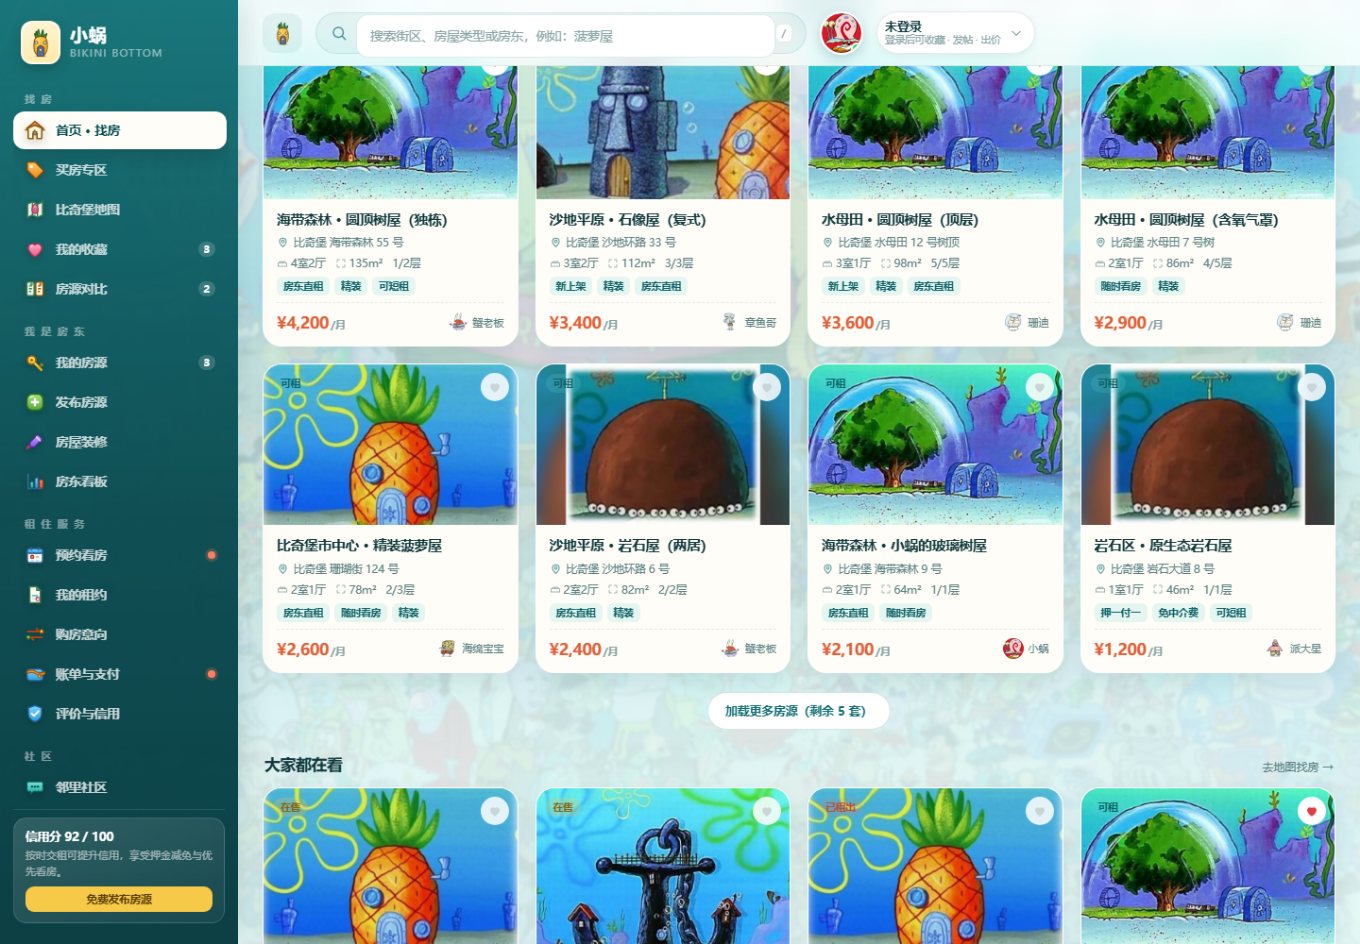 小蜗
BIKINI BOTTOM
找房
首页 • 找房
买房专区
比奇堡地图
我的收藏 3
房源对比 2
我是房东
我的房源 3
发布房源
房屋装修
房东看板
租住服务
预约看房
我的租约
购房意向
账单与支付
评价与信用
社区
邻里社区
信用分 92 / 100
按时交租可提升信用，享受押金减免与优
先看房。
免费发布房源
搜索街区、房屋类型或房东，例如：菠萝屋 /
未登录
登录后可收藏 · 发帖 · 出价
海带森林 • 圆顶树屋（独栋）
比奇堡 海带森林 55 号
4室2厅 135m² 1/2层
房东直租 精装 可短租
¥4,200/月 蟹老板
沙地平原 • 石像屋（复式）
比奇堡 沙地环路 33 号
3室2厅 112m² 3/3层
新上架 精装 房东直租
¥3,400/月 章鱼哥
水母田 • 圆顶树屋（顶层）
比奇堡 水母田 12 号树顶
3室1厅 98m² 5/5层
新上架 精装 房东直租
¥3,600/月 珊迪
水母田 • 圆顶树屋（含氧气罩）
比奇堡 水母田 7 号树
2室1厅 86m² 4/5层
随时看房 精装
¥2,900/月 珊迪
可租
比奇堡市中心 • 精装菠萝屋
比奇堡 珊瑚街 124 号
2室1厅 78m² 2/3层
房东直租 随时看房 精装
¥2,600/月 海绵宝宝
可租
沙地平原 • 岩石屋（两居）
比奇堡 沙地环路 6 号
2室2厅 82m² 2/2层
房东直租 精装
¥2,400/月 蟹老板
可租
海带森林 • 小蜗的玻璃树屋
比奇堡 海带森林 9 号
2室1厅 64m² 1/1层
房东直租 随时看房
¥2,100/月 小蜗
可租
岩石区 • 原生态岩石屋
比奇堡 岩石大道 8 号
1室1厅 46m² 1/1层
押一付一 免中介费 可短租
¥1,200/月 派大星
加载更多房源（剩余 5 套）
大家都在看
去地图找房 →
在售
在售
已租出
可租